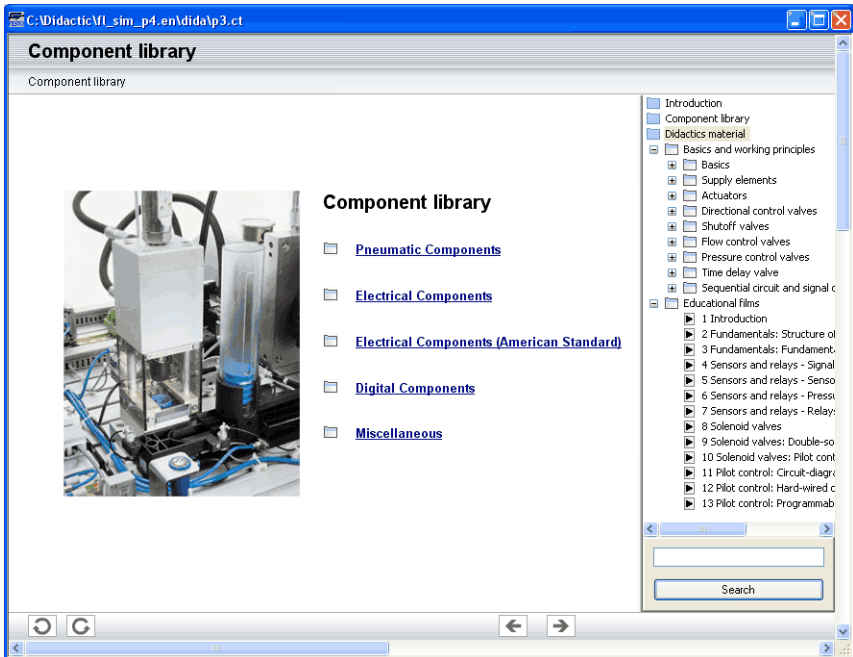 C:\Didactic\fl_sim_p4.en\dida\p3.ct
Component library
Component library
Component library
Pneumatic Components
Electrical Components
Electrical Components (American Standard)
Digital Components
Miscellaneous
Introduction
Component library
Didactics material
Basics and working principles
Basics
Supply elements
Actuators
Directional control valves
Shutoff valves
Flow control valves
Pressure control valves
Time delay valve
Sequential circuit and signal
Educational films
1 Introduction
2 Fundamentals: Structure of
3 Fundamentals: Fundament
4 Sensors and relays - Signal
5 Sensors and relays - Senso
6 Sensors and relays - Pressu
7 Sensors and relays - Relays
8 Solenoid valves
9 Solenoid valves: Double-so
10 Solenoid valves: Pilot cont
11 Pilot control: Circuit-diagra
12 Pilot control: Hard-wired c
13 Pilot control: Programmab
Search